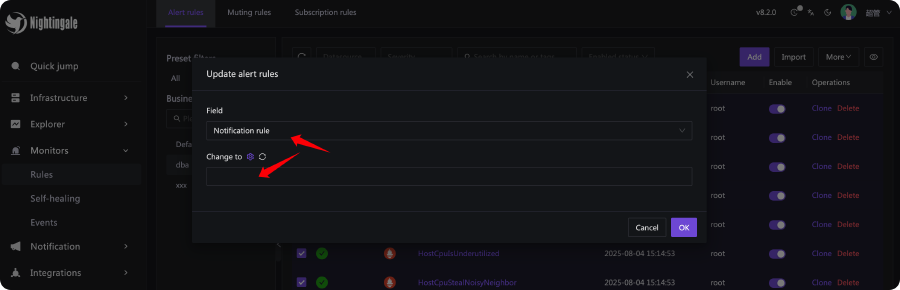 Alert rules Muting rules Subscription rules v8.2.0 超管
Nightingale
Preset Filters Add Import More
Quick jump All
Update alert rules
Username Enable Operations
Infrastructure Busine
Field
root Clone Delete
Explorer
Notification rule
root Clone Delete
Monitors Defa
Change to
root Clone Delete
Rules dba
xxx root Clone Delete
Self-healing
Events
root Clone Delete
Cancel OK
Notification
HostCpuIsUnderutilized 2025-08-04 15:14:53 root Clone Delete
Integrations
HostCpuStealNoisyNeighbor 2025-08-04 15:14:53 root Clone Delete